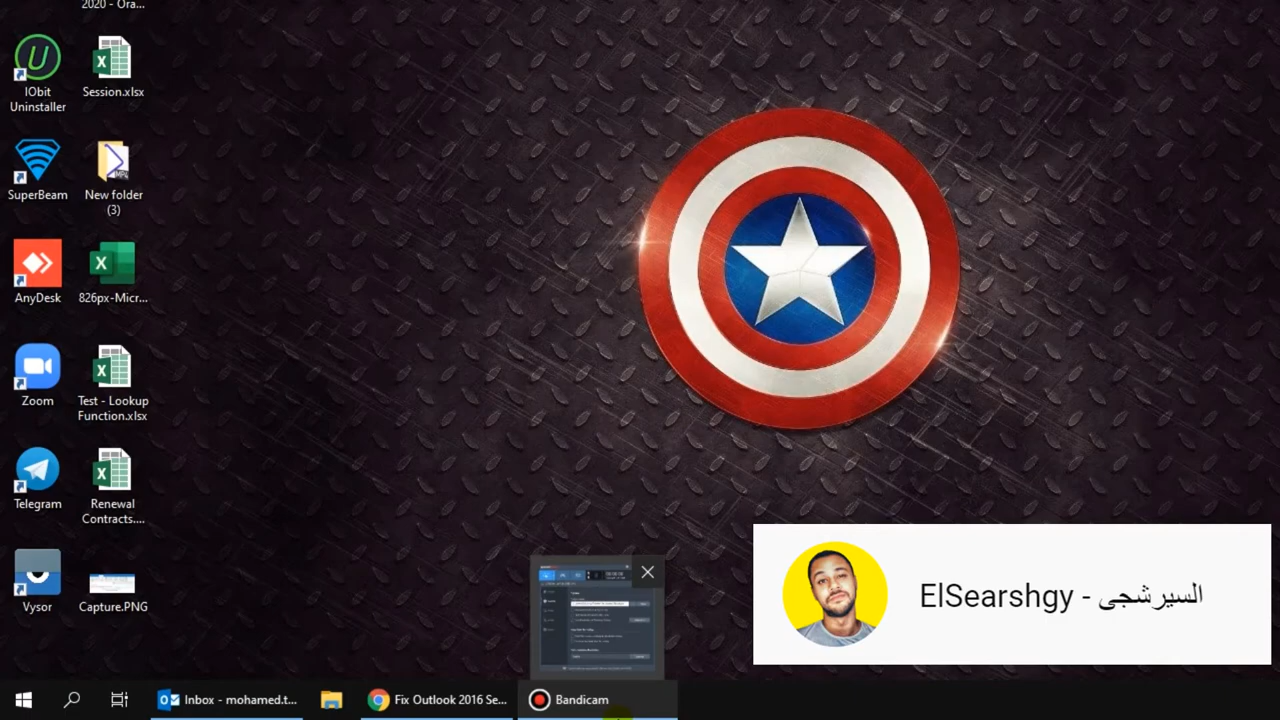 2020 - Ora...
IObit
Uninstaller
Session.xlsx
SuperBeam
New folder
(3)
AnyDesk
826px-Micr...
Zoom
Test - Lookup
Function.xlsx
Telegram
Renewal
Contracts....
Vysor
Capture.PNG
ElSearshgy - السيرشجى
Inbox - mohamed.t...
Fix Outlook 2016 Se...
Bandicam